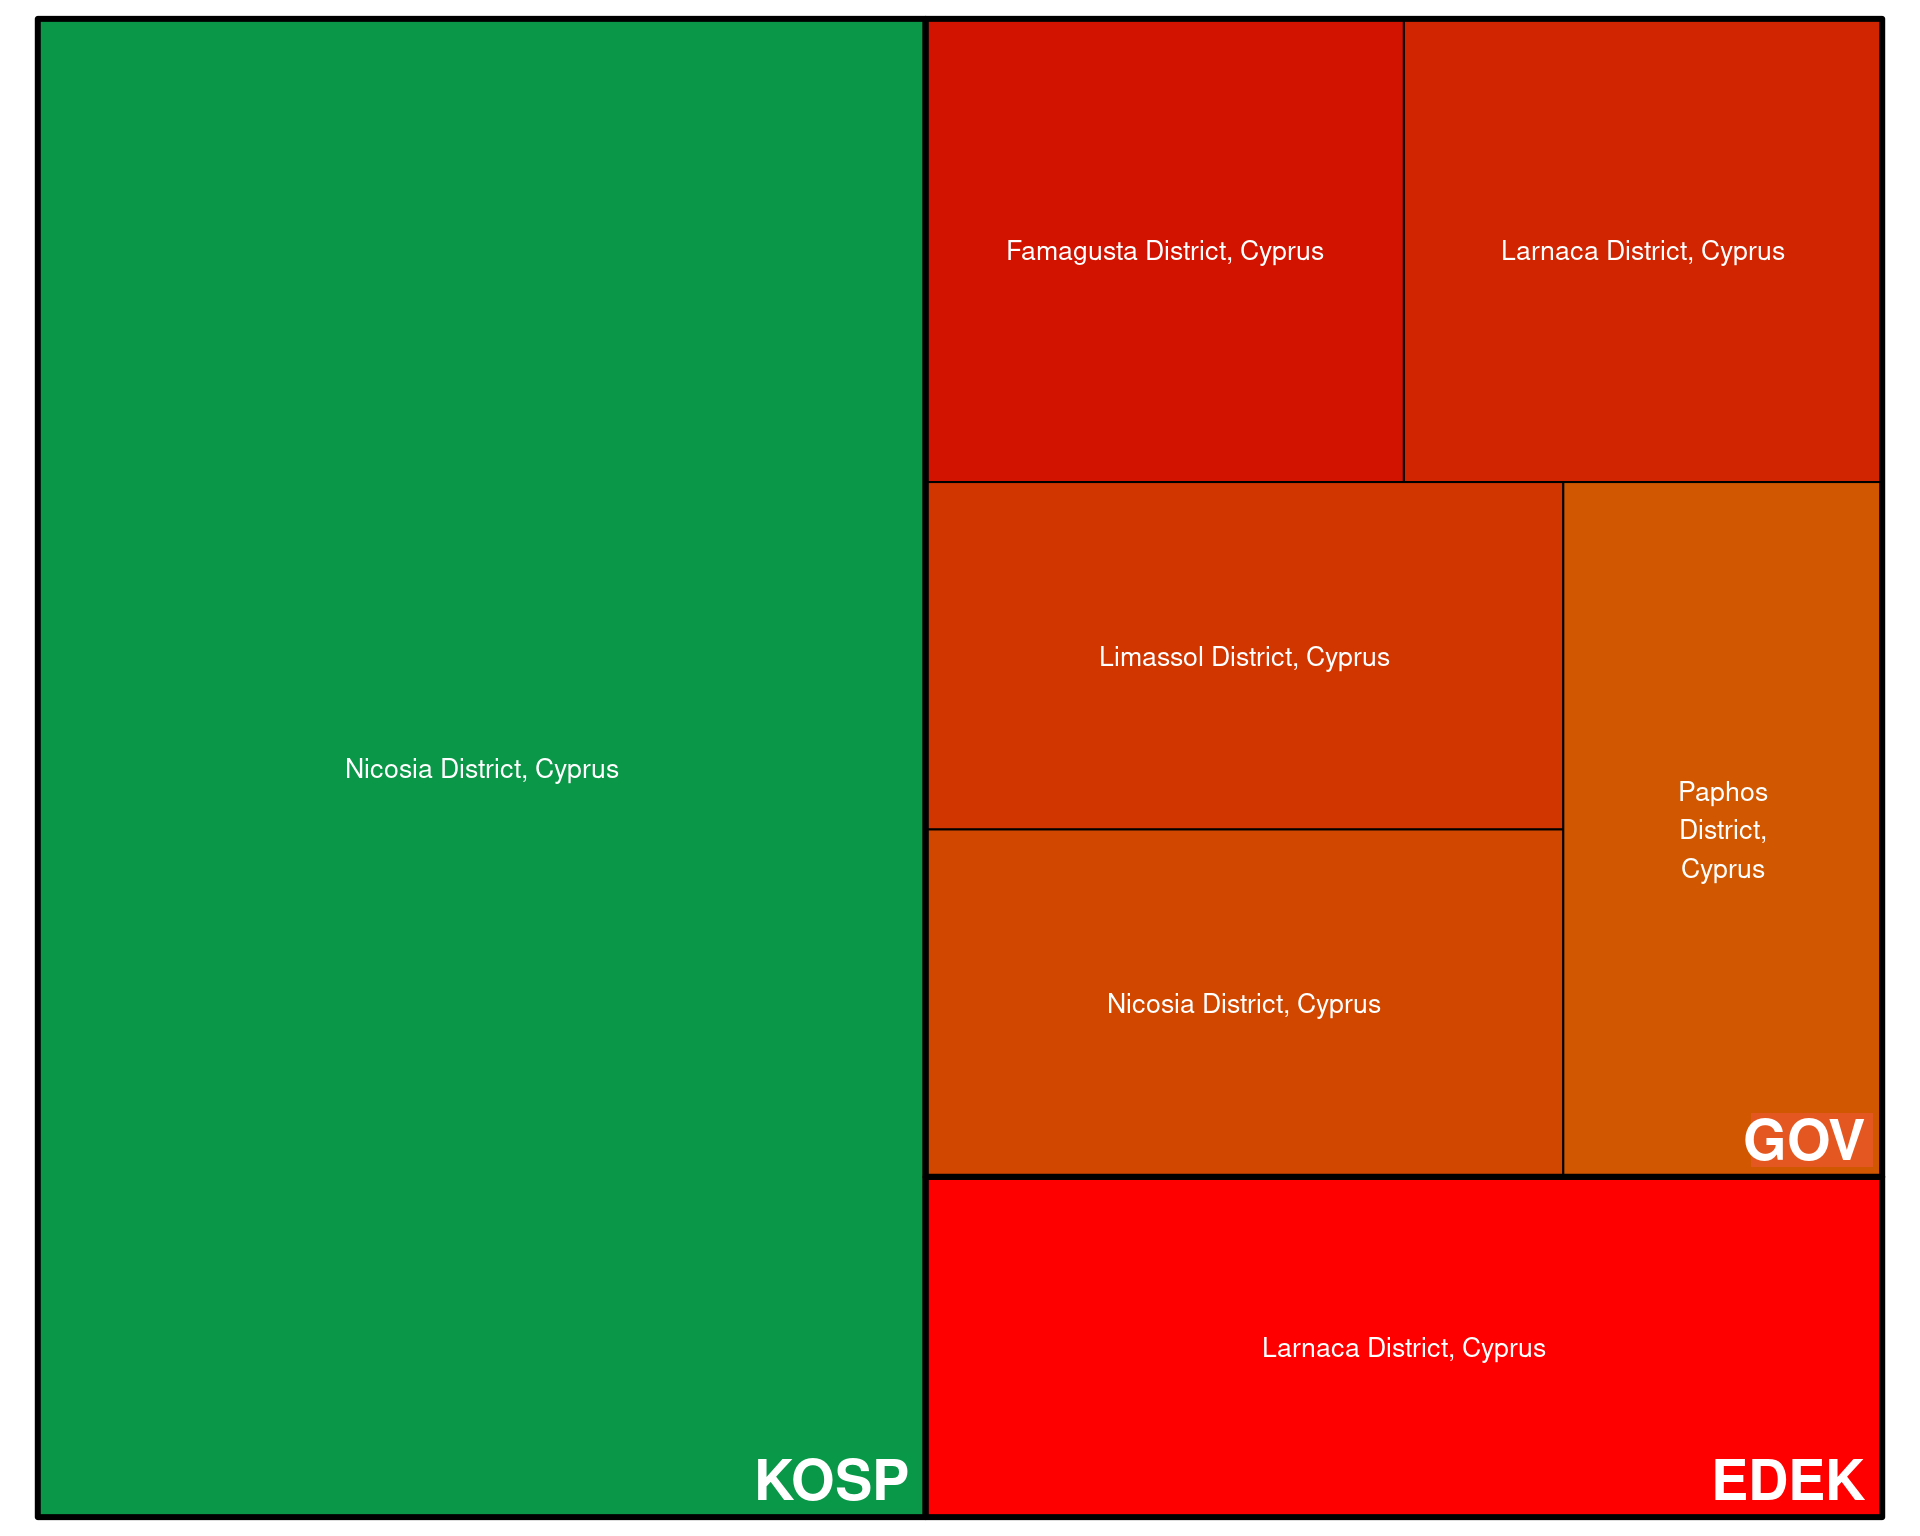 Nicosia District, Cyprus
KOSP
Famagusta District, Cyprus
Larnaca District, Cyprus
Limassol District, Cyprus
Nicosia District, Cyprus
Paphos
District,
Cyprus
GOV
Larnaca District, Cyprus
EDEK